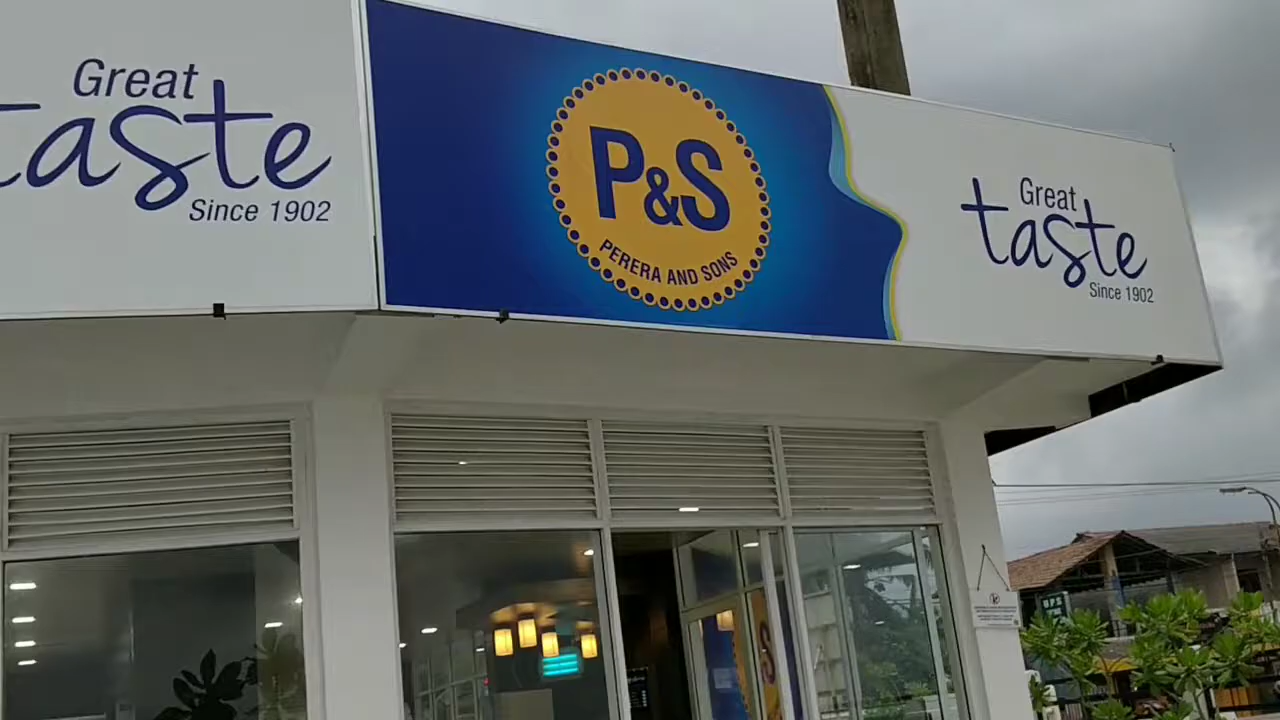 Great
taste
Since 1902
P&S
PERERA AND SONS
Great
taste
Since 1902